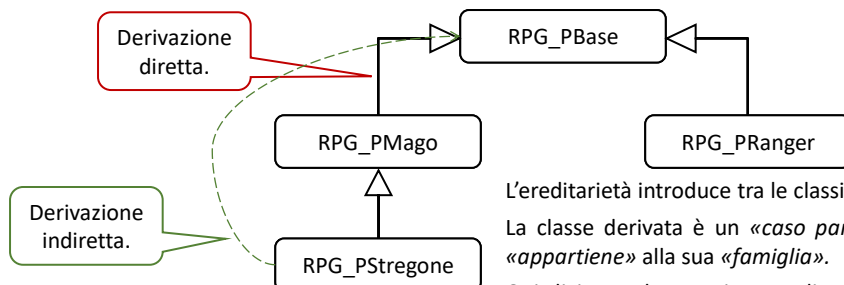 Derivazione
diretta.
RPG_PBase
RPG_PMago
RPG_PRanger
L'ereditarietà introduce tra le classi
La classe derivata è un «caso
«appartiene» alla sua «famiglia».
Derivazione
indiretta.
RPG_PStregone